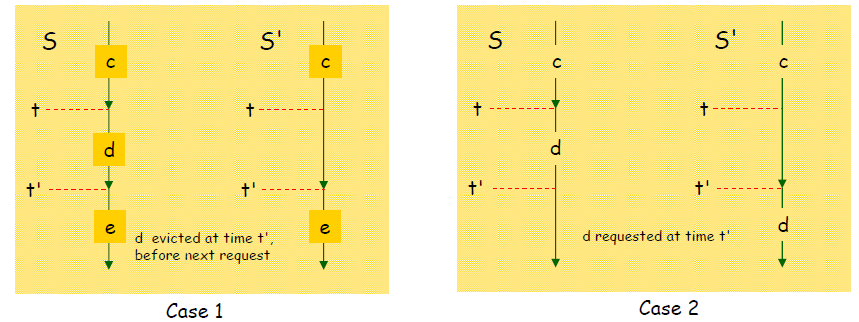 S
S'
c
c
t
t
d
t'
t'
e
e
d evicted at time t',
before next request
Case 1
S
S'
c
c
t
t
d
t'
t'
d
d requested at time t'
Case 2